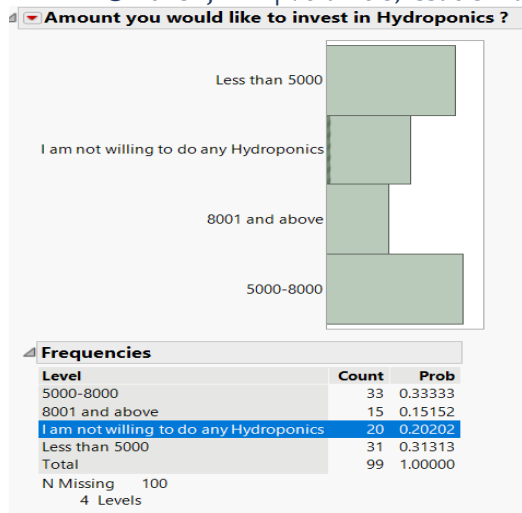 Amount you would like to invest in Hydroponics ?
Less than 5000
I am not willing to do any Hydroponics
8001 and above
5000-8000
Frequencies
Level Count Prob
5000-8000 33 0.33333
8001 and above 15 0.15152
I am not willing to do any Hydroponics 20 0.20202
Less than 5000 31 0.31313
Total 99 1.00000
N Missing 100
4 Levels